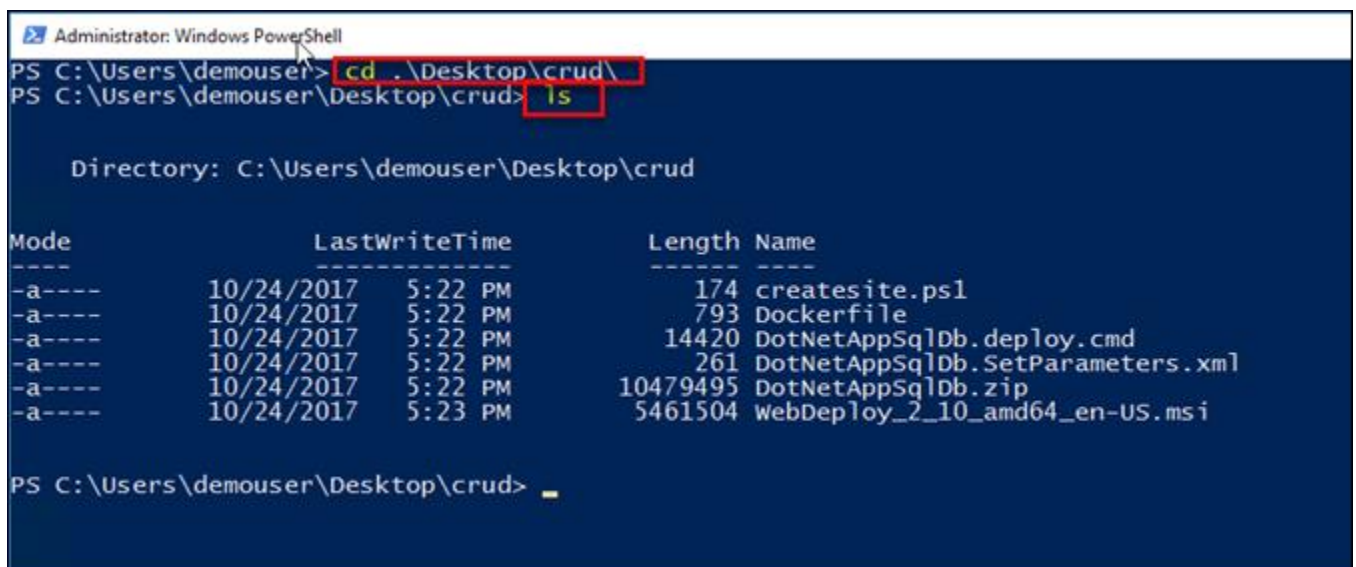 Administrator: Windows PowerShell
PS C:\Users\demouser> cd .\Desktop\crud\
PS C:\Users\demouser\Desktop\crud> ls
Directory: C:\Users\demouser\Desktop\crud
Mode LastWriteTime Length Name
---- ------------- ------ ----
-a---- 10/24/2017 5:22 PM 174 createsite.ps1
-a---- 10/24/2017 5:22 PM 793 Dockerfile
-a---- 10/24/2017 5:22 PM 14420 DotNetAppSqlDb.deploy.cmd
-a---- 10/24/2017 5:22 PM 261 DotNetAppSqlDb.SetParameters.xml
-a---- 10/24/2017 5:22 PM 10479495 DotNetAppSqlDb.zip
-a---- 10/24/2017 5:23 PM 5461504 WebDeploy_2_10_amd64_en-US.msi
PS C:\Users\demouser\Desktop\crud>